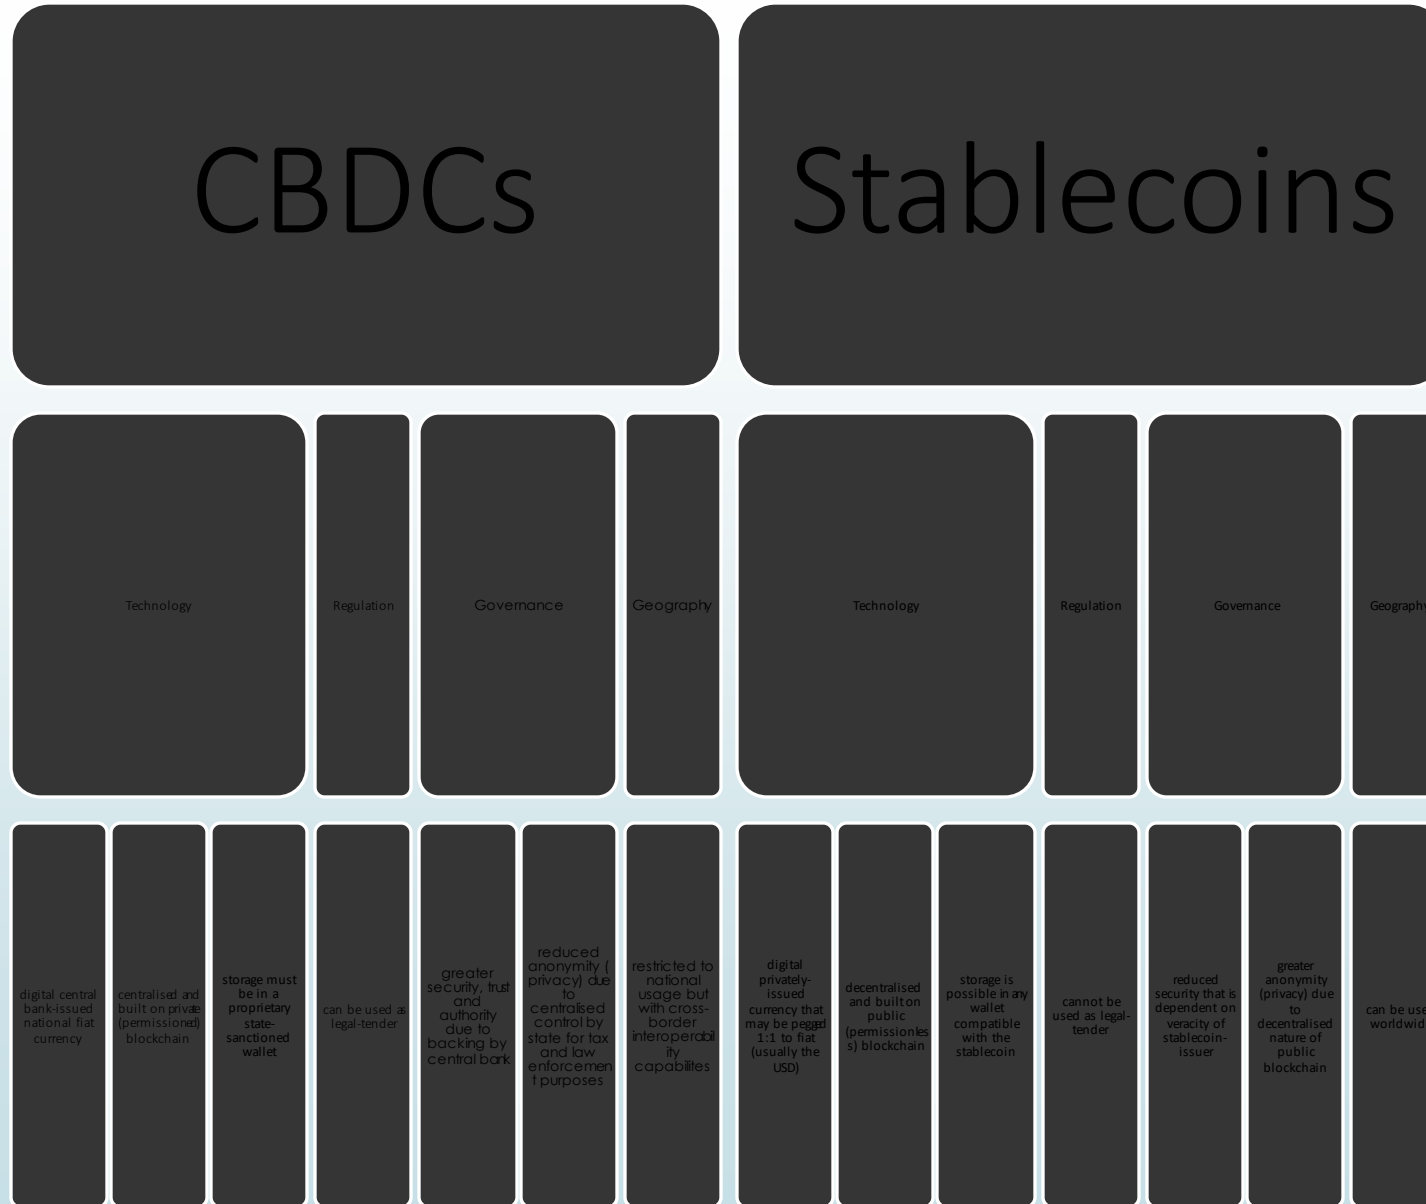 CBDCs
Stablecoins
Technology
Regulation
Governance
Geography
Technology
Regulation
Governance
Geography
digital central
bank-issued
national fiat
currency
centralised and
built on private
(permissioned)
blockchain
storage must
be in a
proprietary
state-
sanctioned
wallet
can be used as
legal-tender
greater
security, trust
and
authority
due to
backing by
central bank
reduced
anonymity (
privacy) due
to
centralised
control by
state for tax
and law
enforcemen
t purposes
restricted to
national
usage but
with cross-
border
interoperabil
ity
capabilites
digital
privately-
issued
currency that
may be pegged
1:1 to fiat
(usually the
USD)
decentralised
and built on
public
(permissionles
s) blockchain
storage is
possible in any
wallet
compatible
with the
stablecoin
cannot be
used as legal-
tender
reduced
security that is
dependent on
veracity of
stablecoin-
issuer
greater
anonymity
(privacy) due
to
decentralised
nature of
public
blockchain
can be use
worldwid